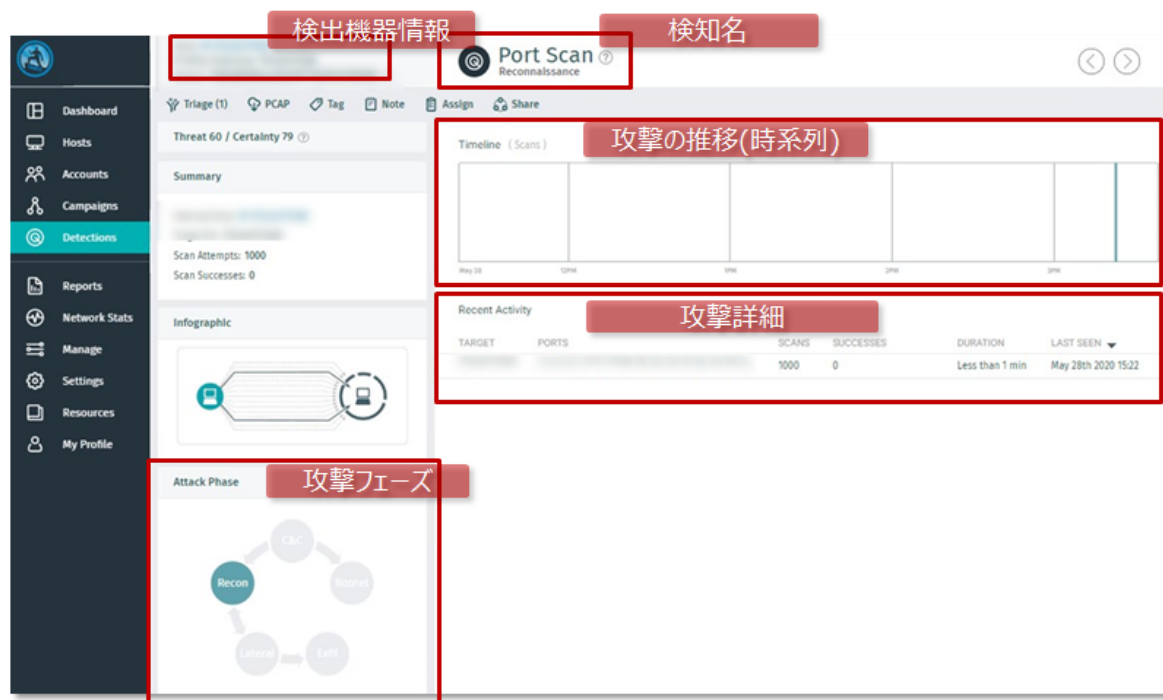 検出機器情報
検知名
Port Scan
Reconnaissance
Dashboard
Hosts
Accounts
Campaigns
Detections
Reports
Network Stats
Manage
Settings
Resources
My Profile
Triage (1) PCAP Tag Note Assign Share
Threat 60 / Certainty 79
Summary
Scan Attempts: 1000
Scan Successes: 0
Infographic
Attack Phase
攻撃フェーズ
C&C
Recon
Botnet
Lateral
Exfil
Timeline (Scans)
攻撃の推移(時系列)
May 28 12PM 1PM 2PM 3PM
Recent Activity
攻撃詳細
TARGET PORTS SCANS SUCCESSES DURATION LAST SEEN
1000 0 Less than 1 min May 28th 2020 15:22